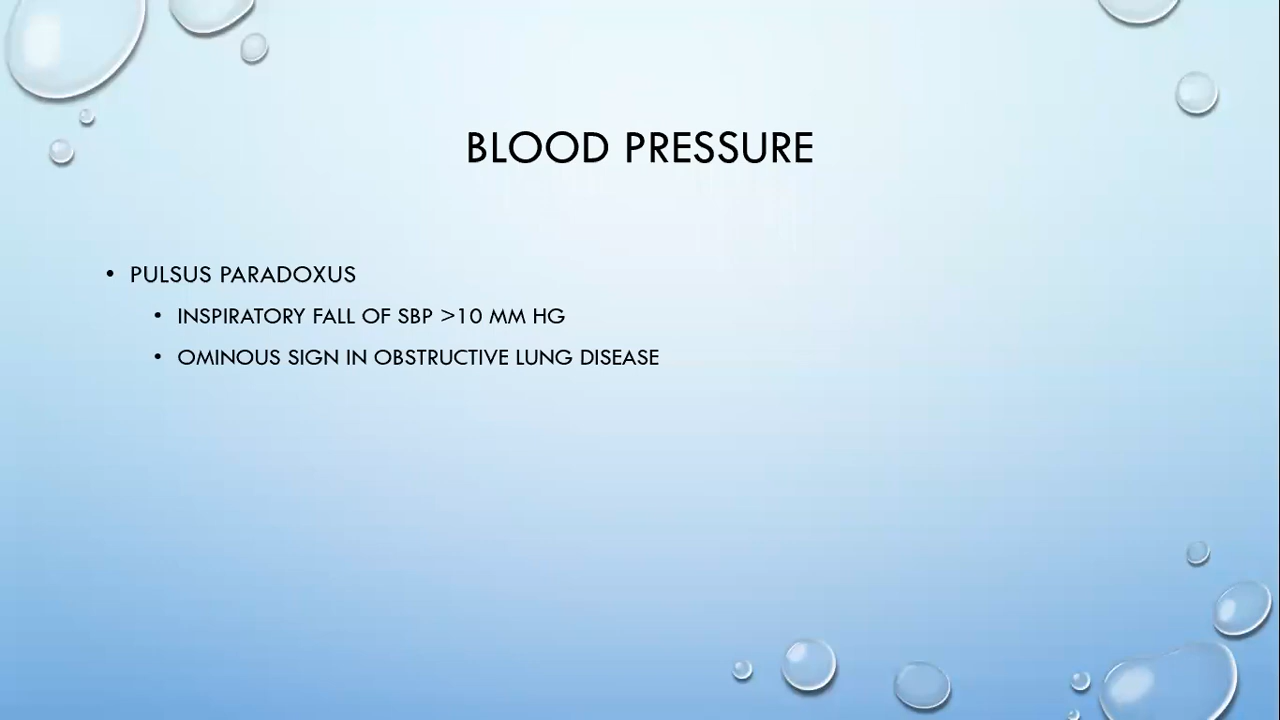 BLOOD PRESSURE
• PULSUS PARADOXUS
• INSPIRATORY FALL OF SBP >10 MM HG
• OMINOUS SIGN IN OBSTRUCTIVE LUNG DISEASE